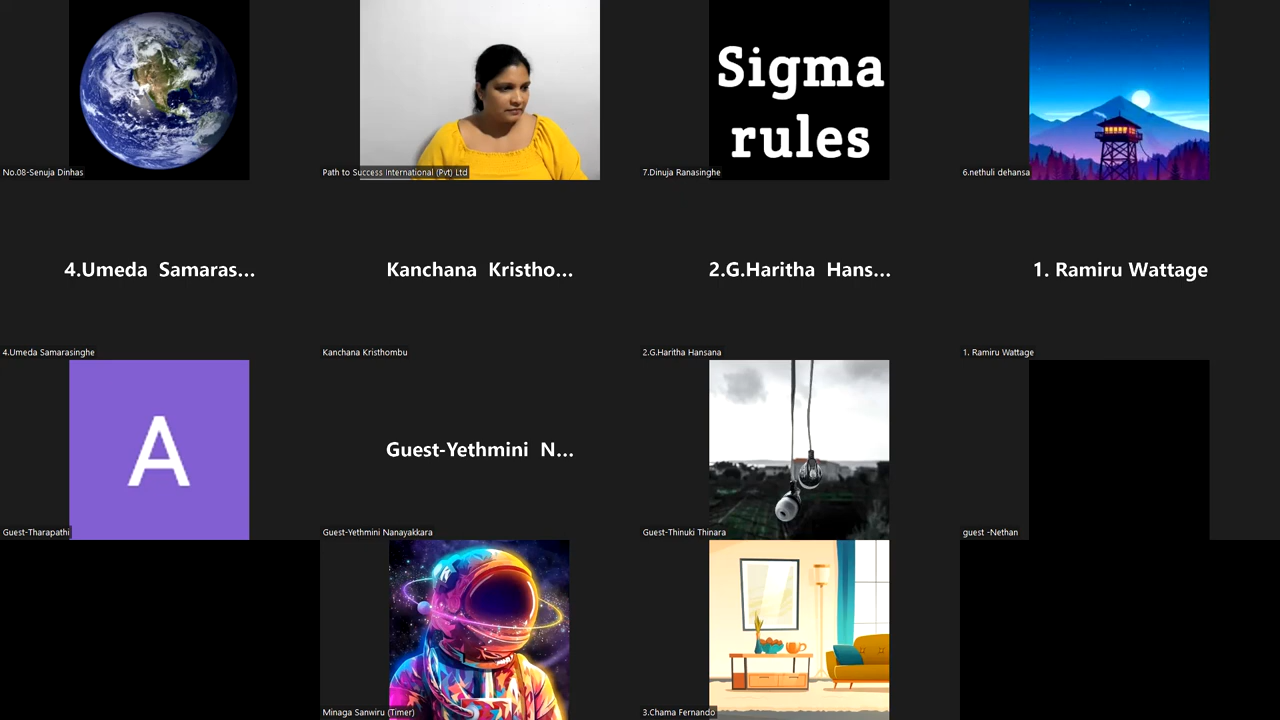 Sigma
rules
No.08-Senuja Dinhas
Path to Success International (Pvt) Ltd
7.Dinuja Ranasinghe
6.nethuli dehansa
4.Umeda Samaras...
Kanchana Kristho...
2.G.Haritha Hans...
1. Ramiru Wattage
4.Umeda Samarasinghe
Kanchana Kristhombu
2.G.Haritha Hansana
1. Ramiru Wattage
A
Guest-Yethmini N...
Guest-Tharapathi
Guest-Yethmini Nanayakkara
Guest-Thinuki Thinara
guest -Nethan
Minaga Sanwiru (Timer)
3.Chama Fernando